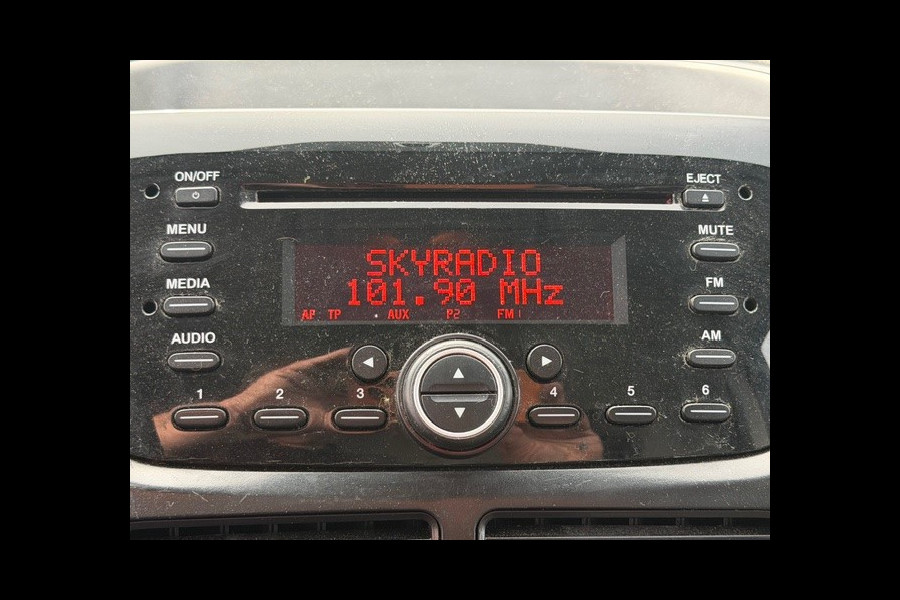 ON/OFF
EJECT
MENU
MUTE
SKYRADIO
MEDIA
FM
101.90 MHz
AF TP AUX P2 FM
AUDIO
AM
1 2 3 4 5 6